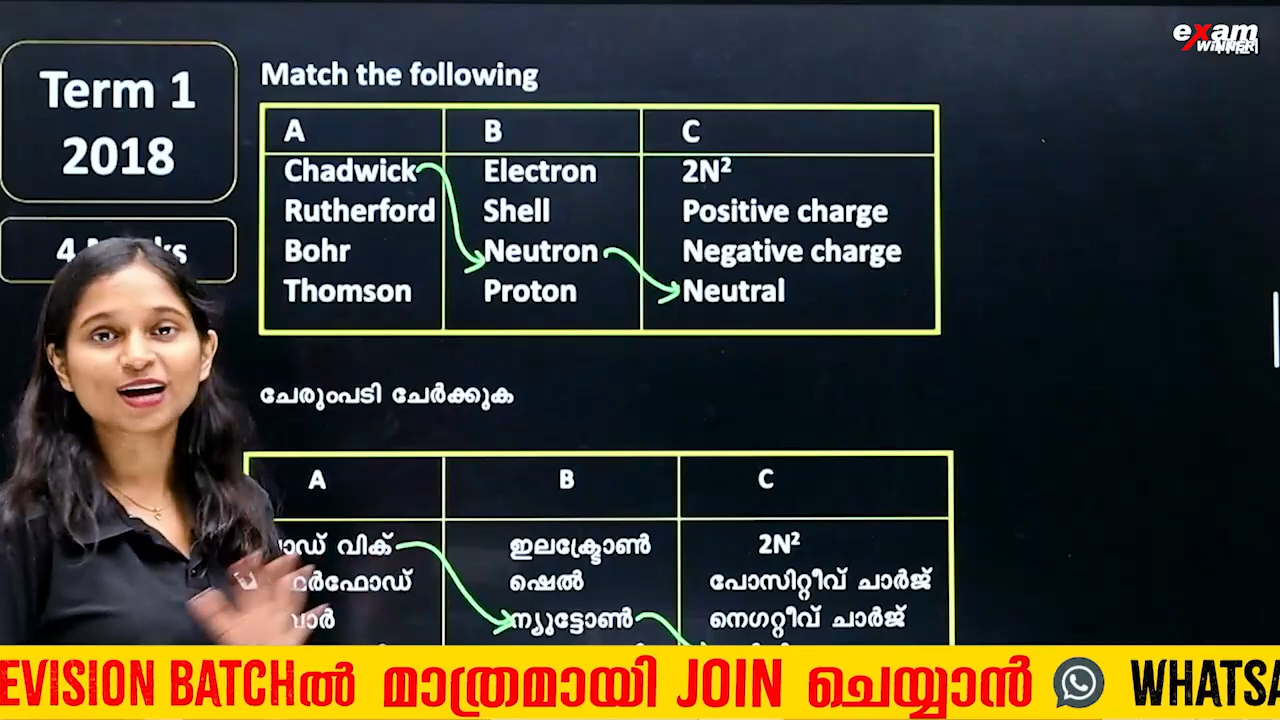 exam
WINNER
Term 1
2018
4
Match the following
A B C
Chadwick Electron 2N²
Rutherford Shell Positive charge
Bohr Neutron Negative charge
Thomson Proton Neutral
ചേരുംപടി ചേർക്കുക
A B C
വിക് ഇലക്ട്രോൺ 2N²
ഷെൽ പോസിറ്റീവ് ചാർജ്
ന്യൂട്ടോൺ നെഗറ്റീവ് ചാർജ്
EVISION BATCHൽ മാത്രമായി JOIN ചെയ്യാൻ WHATSA